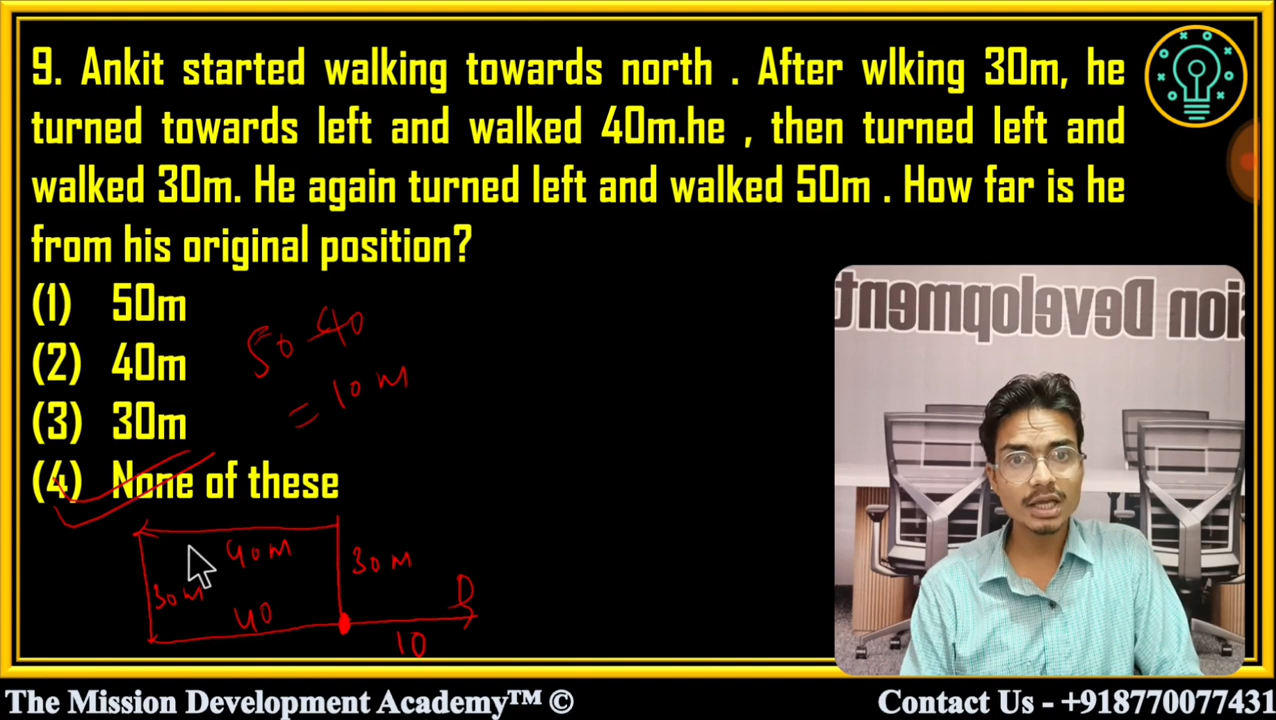 9. Ankit started walking towards north . After wlking 30m, he
turned towards left and walked 40m.he , then turned left and
walked 30m. He again turned left and walked 50m . How far is he
from his original position?
(1) 50m
(2) 40m
(3) 30m
(4) None of these
50-40
= 10 M
40M
30M
30M
40
10
sion Development
The Mission Development Academy™ ©
Contact Us - +918770077431